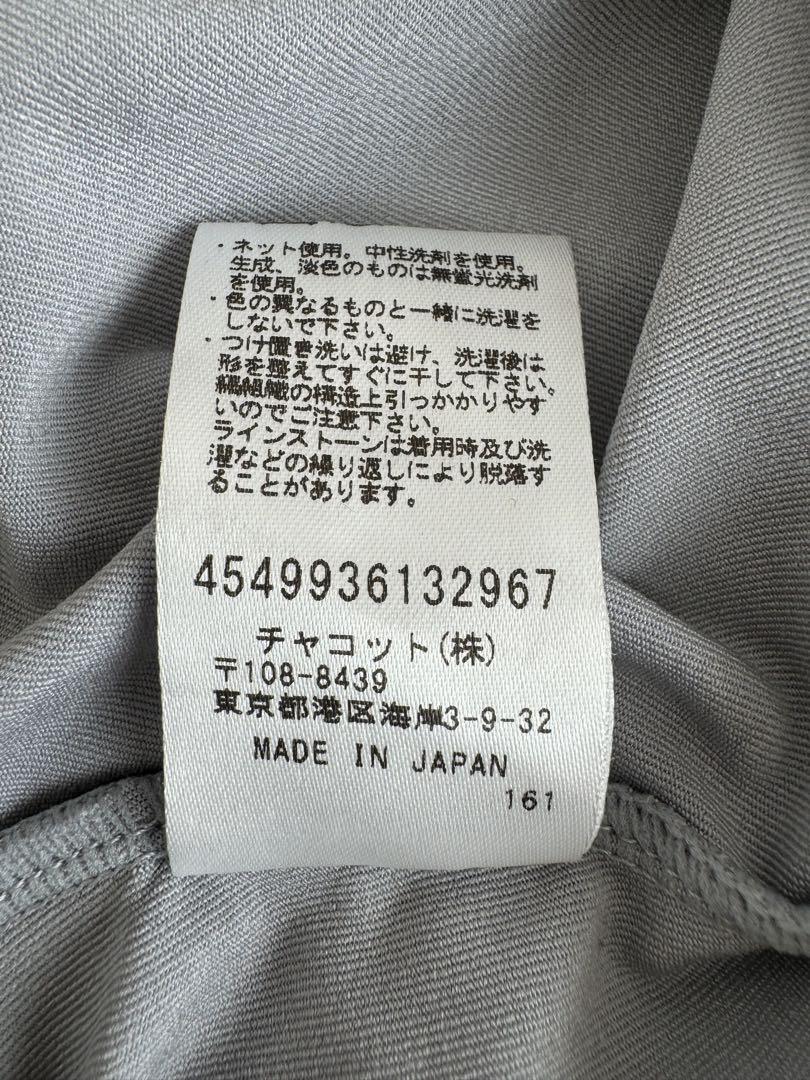 ・ネット使用。中性洗剤を使用。
生成、淡色のものは無蛍光洗剤
を使用。
・色の異なるものと一緒に洗濯を
しないで下さい。
・つけ置き洗いは避け、洗濯後は
形を整えてすぐに干して下さい。
編組織の構造上引っかかりやす
いのでご注意下さい。
ラインストーンは着用時及び洗
濯などの繰り返しにより脱落す
ることがあります。
4549936132967
チャコット(株)
〒108-8439
東京都港区海岸3-9-32
MADE IN JAPAN
161